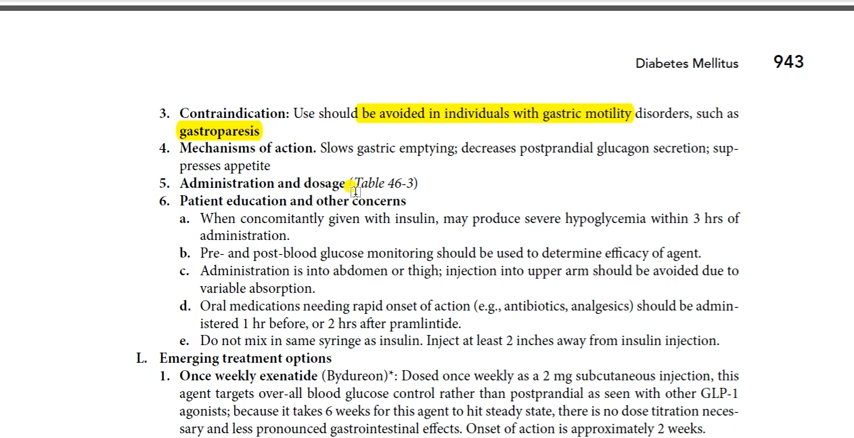 Diabetes Mellitus 943
3. Contraindication: Use should be avoided in individuals with gastric motility disorders, such as
gastroparesis
4. Mechanisms of action. Slows gastric emptying; decreases postprandial glucagon secretion; sup-
presses appetite
5. Administration and dosage (Table 46-3)
6. Patient education and other concerns
a. When concomitantly given with insulin, may produce severe hypoglycemia within 3 hrs of
administration.
b. Pre- and post-blood glucose monitoring should be used to determine efficacy of agent.
c. Administration is into abdomen or thigh; injection into upper arm should be avoided due to
variable absorption.
d. Oral medications needing rapid onset of action (e.g., antibiotics, analgesics) should be admin-
istered 1 hr before, or 2 hrs after pramlintide.
e. Do not mix in same syringe as insulin. Inject at least 2 inches away from insulin injection.
L. Emerging treatment options
1. Once weekly exenatide (Bydureon)*: Dosed once weekly as a 2 mg subcutaneous injection, this
agent targets over-all blood glucose control rather than postprandial as seen with other GLP-1
agonists; because it takes 6 weeks for this agent to hit steady state, there is no dose titration neces-
sary and less pronounced gastrointestinal effects. Onset of action is approximately 2 weeks.